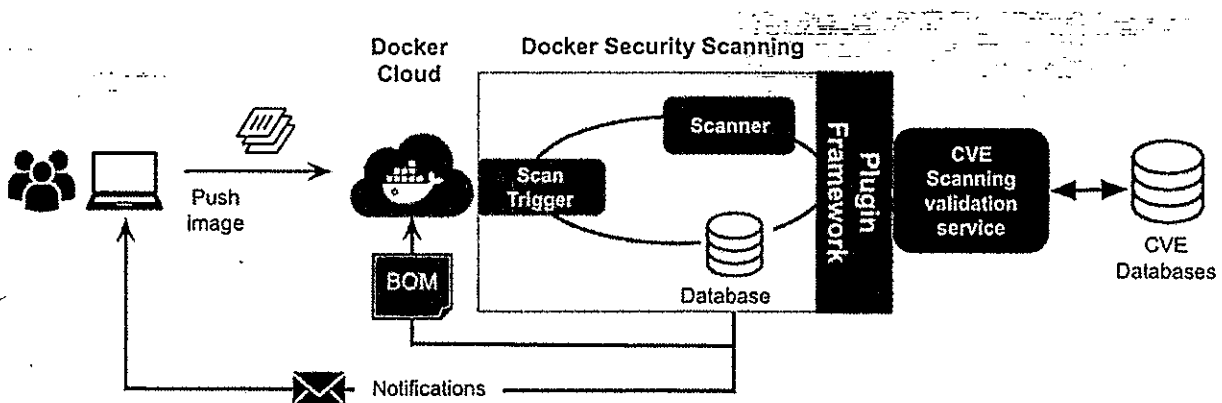 Docker
Cloud
Docker Security Scanning
Push
image
Scan
Trigger
Scanner
Database
Plugin
Framework
CVE
Scanning
validation
service
CVE
Databases
BOM
Notifications